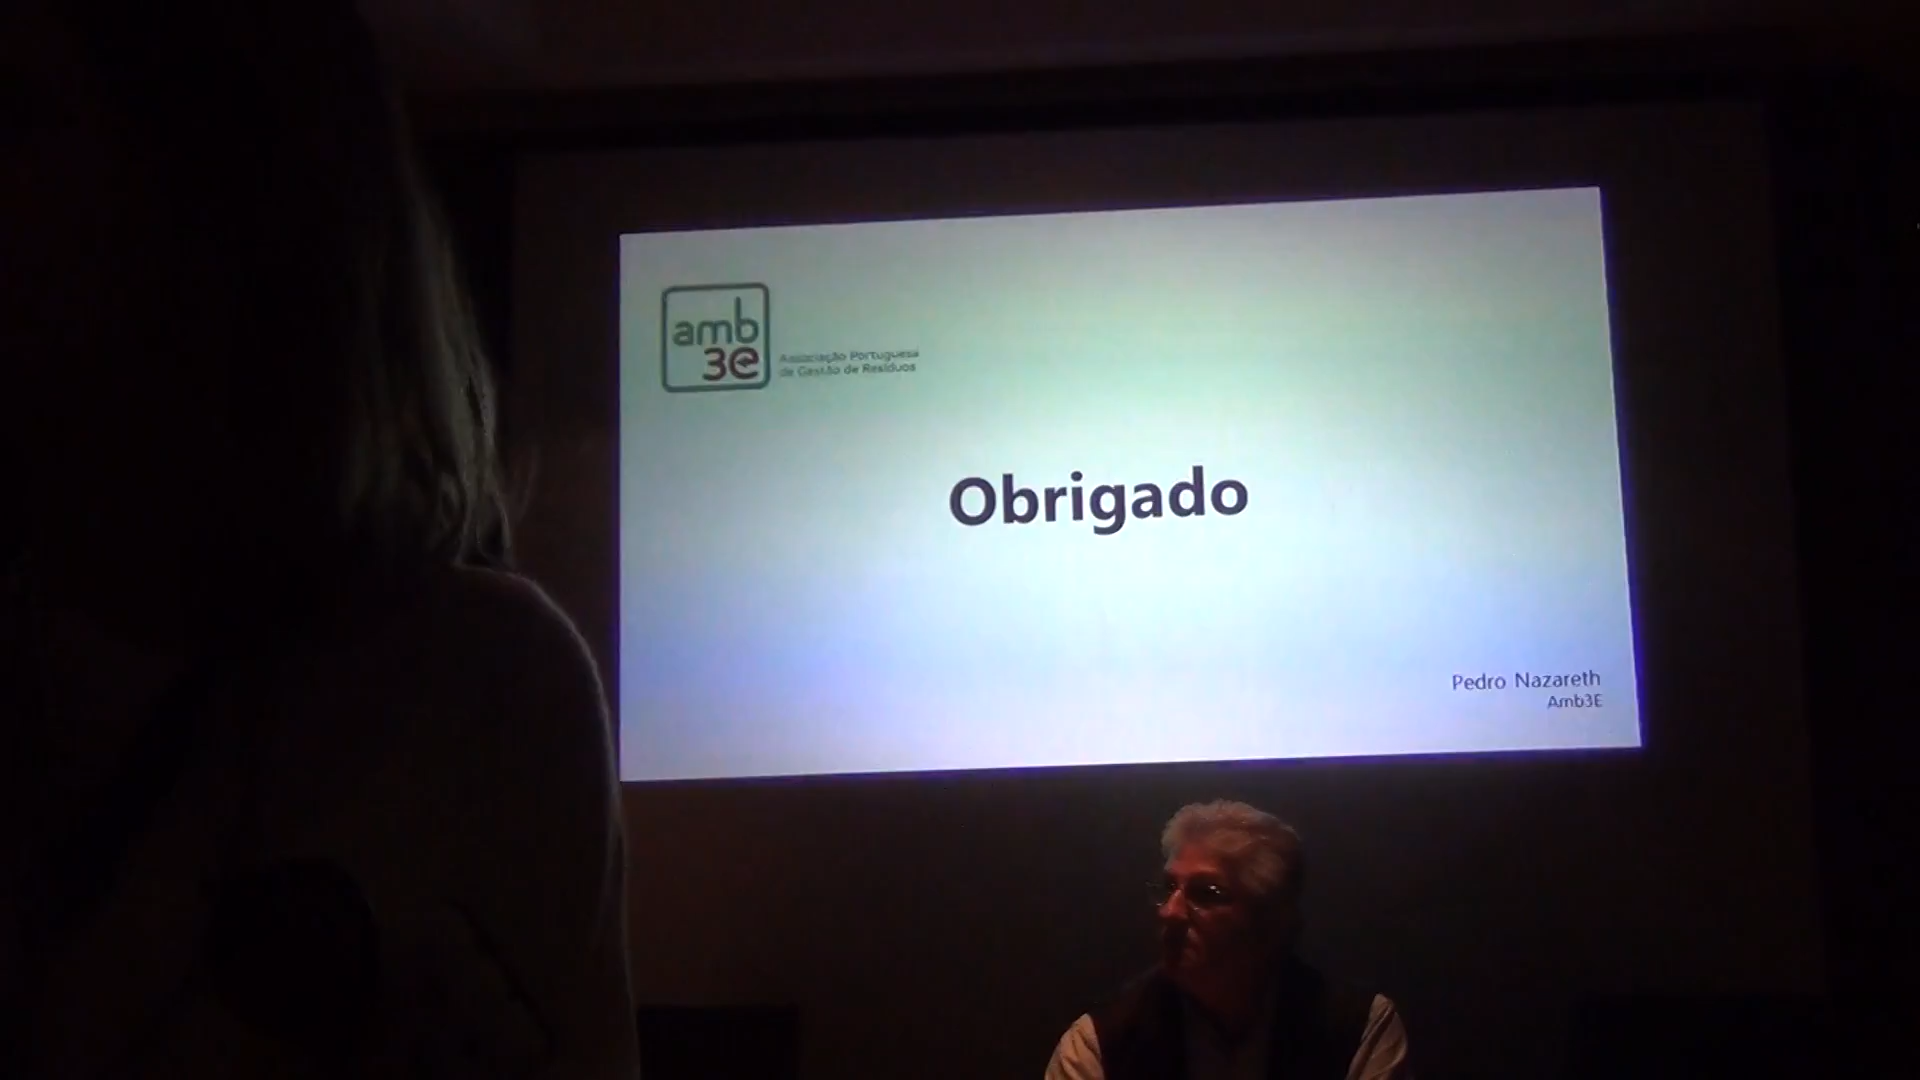 amb
3e
Associação Portuguesa
de Gestão de Resíduos
Obrigado
Pedro Nazareth
Amb3E